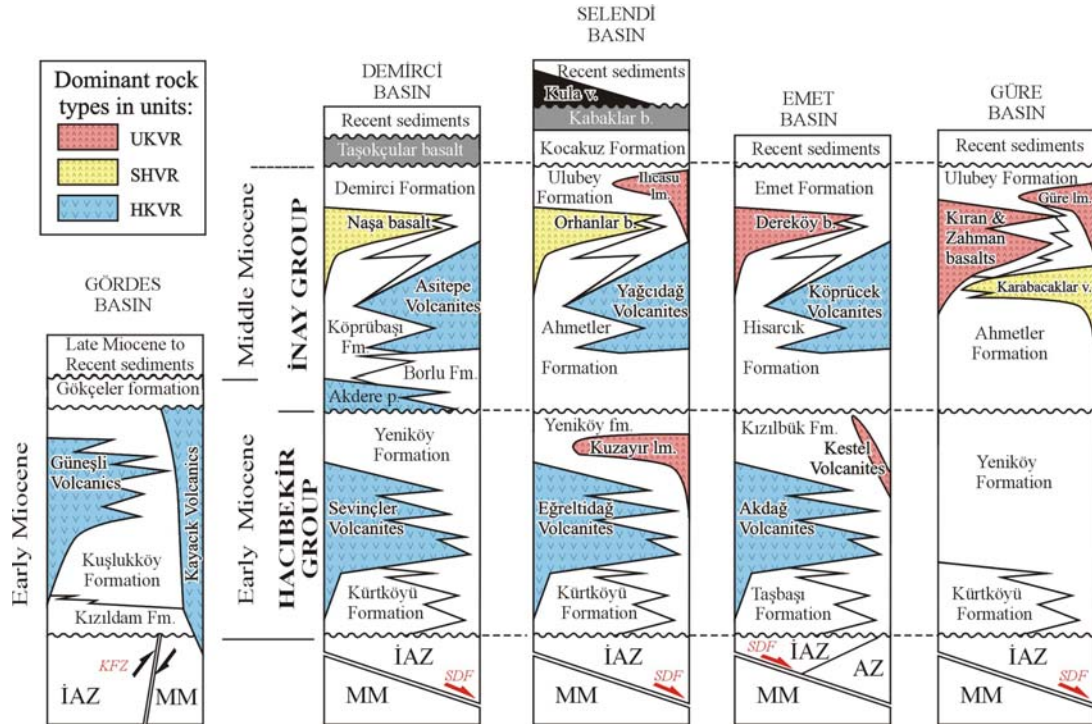 Dominant rock
types in units:
UKVR
SHVR
HKVR
GÖRDES
BASIN
Late Miocene to
Recent sediments
Gökçeler formation
Early Miocene
Güneşli
Volcanics
Kayacık Volcanics
Kuşlukköy
Formation
Kızıldam Fm.
KFZ
İAZ
MM
Middle Miocene
İNAY GROUP
Early Miocene
HACIBEKİR
GROUP
DEMİRCİ
BASIN
Recent sediments
Taşokçular basalt
Demirci Formation
Naşa basalt
Asitepe
Volcanites
Köprübaşı
Fm.
Borlu Fm.
Akdere p.
Yeniköy
Formation
Sevinçler
Volcanites
Kürtköyü
Formation
İAZ
SDF
MM
SELENDİ
BASIN
Recent sediments
Kula v.
Kabaklar b.
Kocakuz Formation
Ulubey
Formation
Ilıcasu
lm.
Orhanlar b.
Yağcıdağ
Volcanites
Ahmetler
Formation
Yeniköy fm.
Kuzayır lm.
Eğreltidağ
Volcanites
Kürtköyü
Formation
İAZ
SDF
MM
EMET
BASIN
Recent sediments
Emet Formation
Dereköy b.
Köprücek
Volcanites
Hisarcık
Formation
Kızılbük Fm.
Kestel
Volcanites
Akdağ
Volcanites
Taşbaşı
Formation
SDF
İAZ
AZ
MM
GÜRE
BASIN
Recent sediments
Ulubey Formation
Güre lm.
Kıran &
Zahman
basalts
Karabacaklar v.
Ahmetler
Formation
Yeniköy
Formation
Kürtköyü
Formation
İAZ
SDF
MM